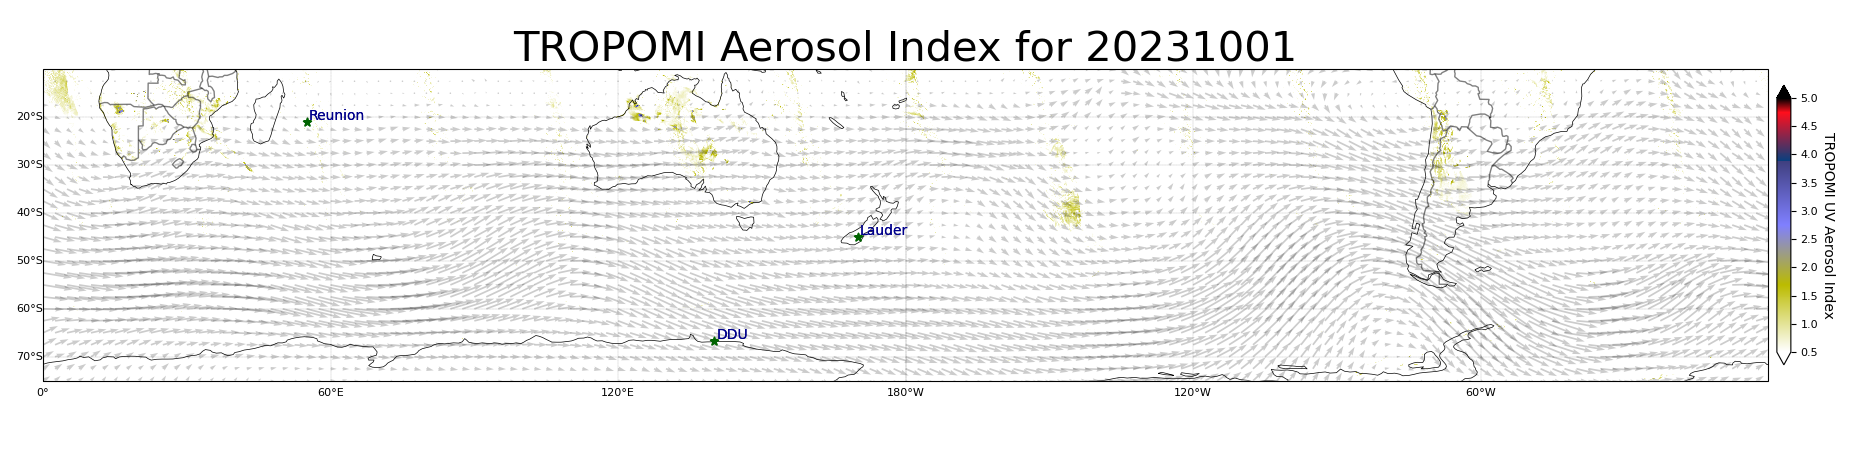 TROPOMI Aerosol Index for 20231001
20°S
30°S
40°S
50°S
60°S
70°S
0°
60°E
120°E
180°W
120°W
60°W
Reunion
Lauder
DDU
5.0
4.5
4.0
3.5
3.0
2.5
2.0
1.5
1.0
0.5
TROPOMI UV Aerosol Index